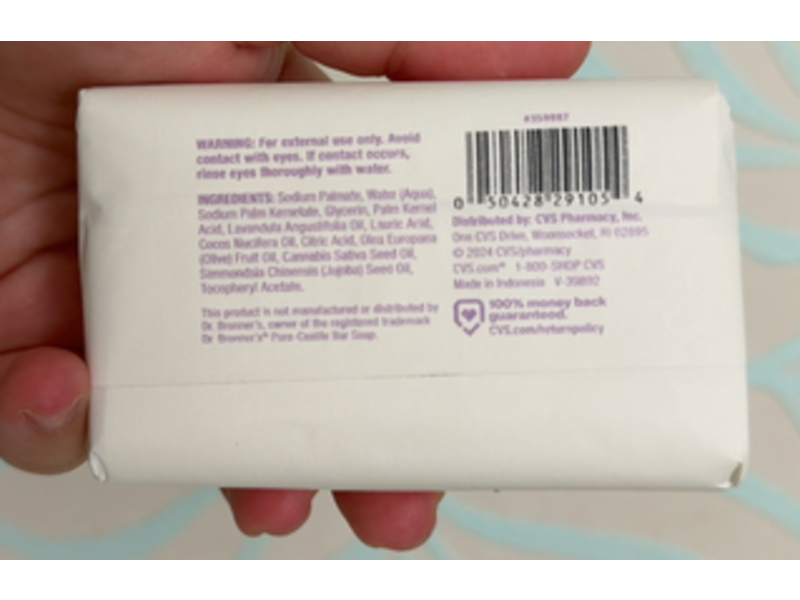 WARNING: For external use only. Avoid
contact with eyes. If contact occurs,
rinse eyes thoroughly with water.
INGREDIENTS: Sodium Palmate, Water (Aqua),
Sodium Palm Kernelate, Glycerin, Palm Kernel
Acid, Lavandula Angustifolia Oil, Lauric Acid,
Cocos Nucifera Oil, Citric Acid, Olea Europaea
(Olive) Fruit Oil, Cannabis Sativa Seed Oil,
Simmondsia Chinensis (Jojoba) Seed Oil,
Tocopheryl Acetate.
This product is not manufactured or distributed by
Dr. Bronner's, owner of the registered trademark
Dr. Bronner's® Pure-Castile Bar Soap.
0 50428 29105 4
Distributed by: CVS Pharmacy, Inc.
One CVS Drive, Woonsocket, RI 02895
© 2024 CVS/pharmacy
CVS.com® 1-800-SHOP CVS
Made in Indonesia V-39892
100% money back
guaranteed.
CVS.com/returnpolicy